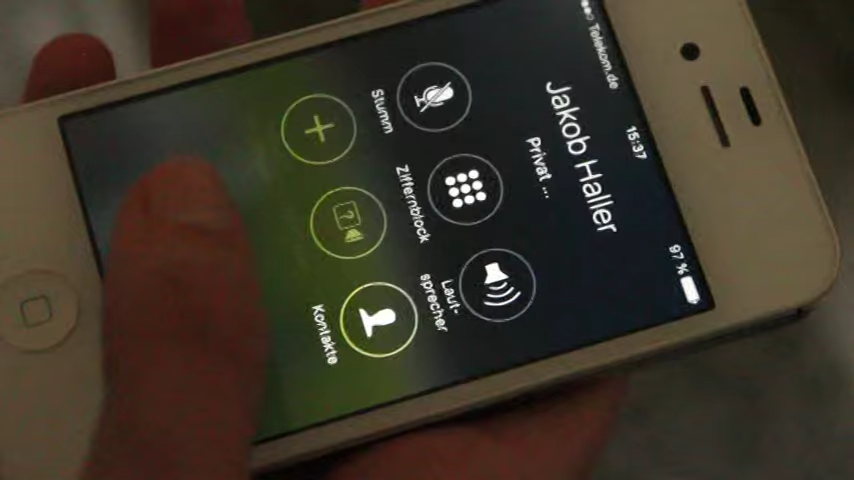 Telekom.de
15:37
97 %
Jakob Haller
Privat ...
Stumm
Ziffernblock
Laut-
sprecher
Kontakte